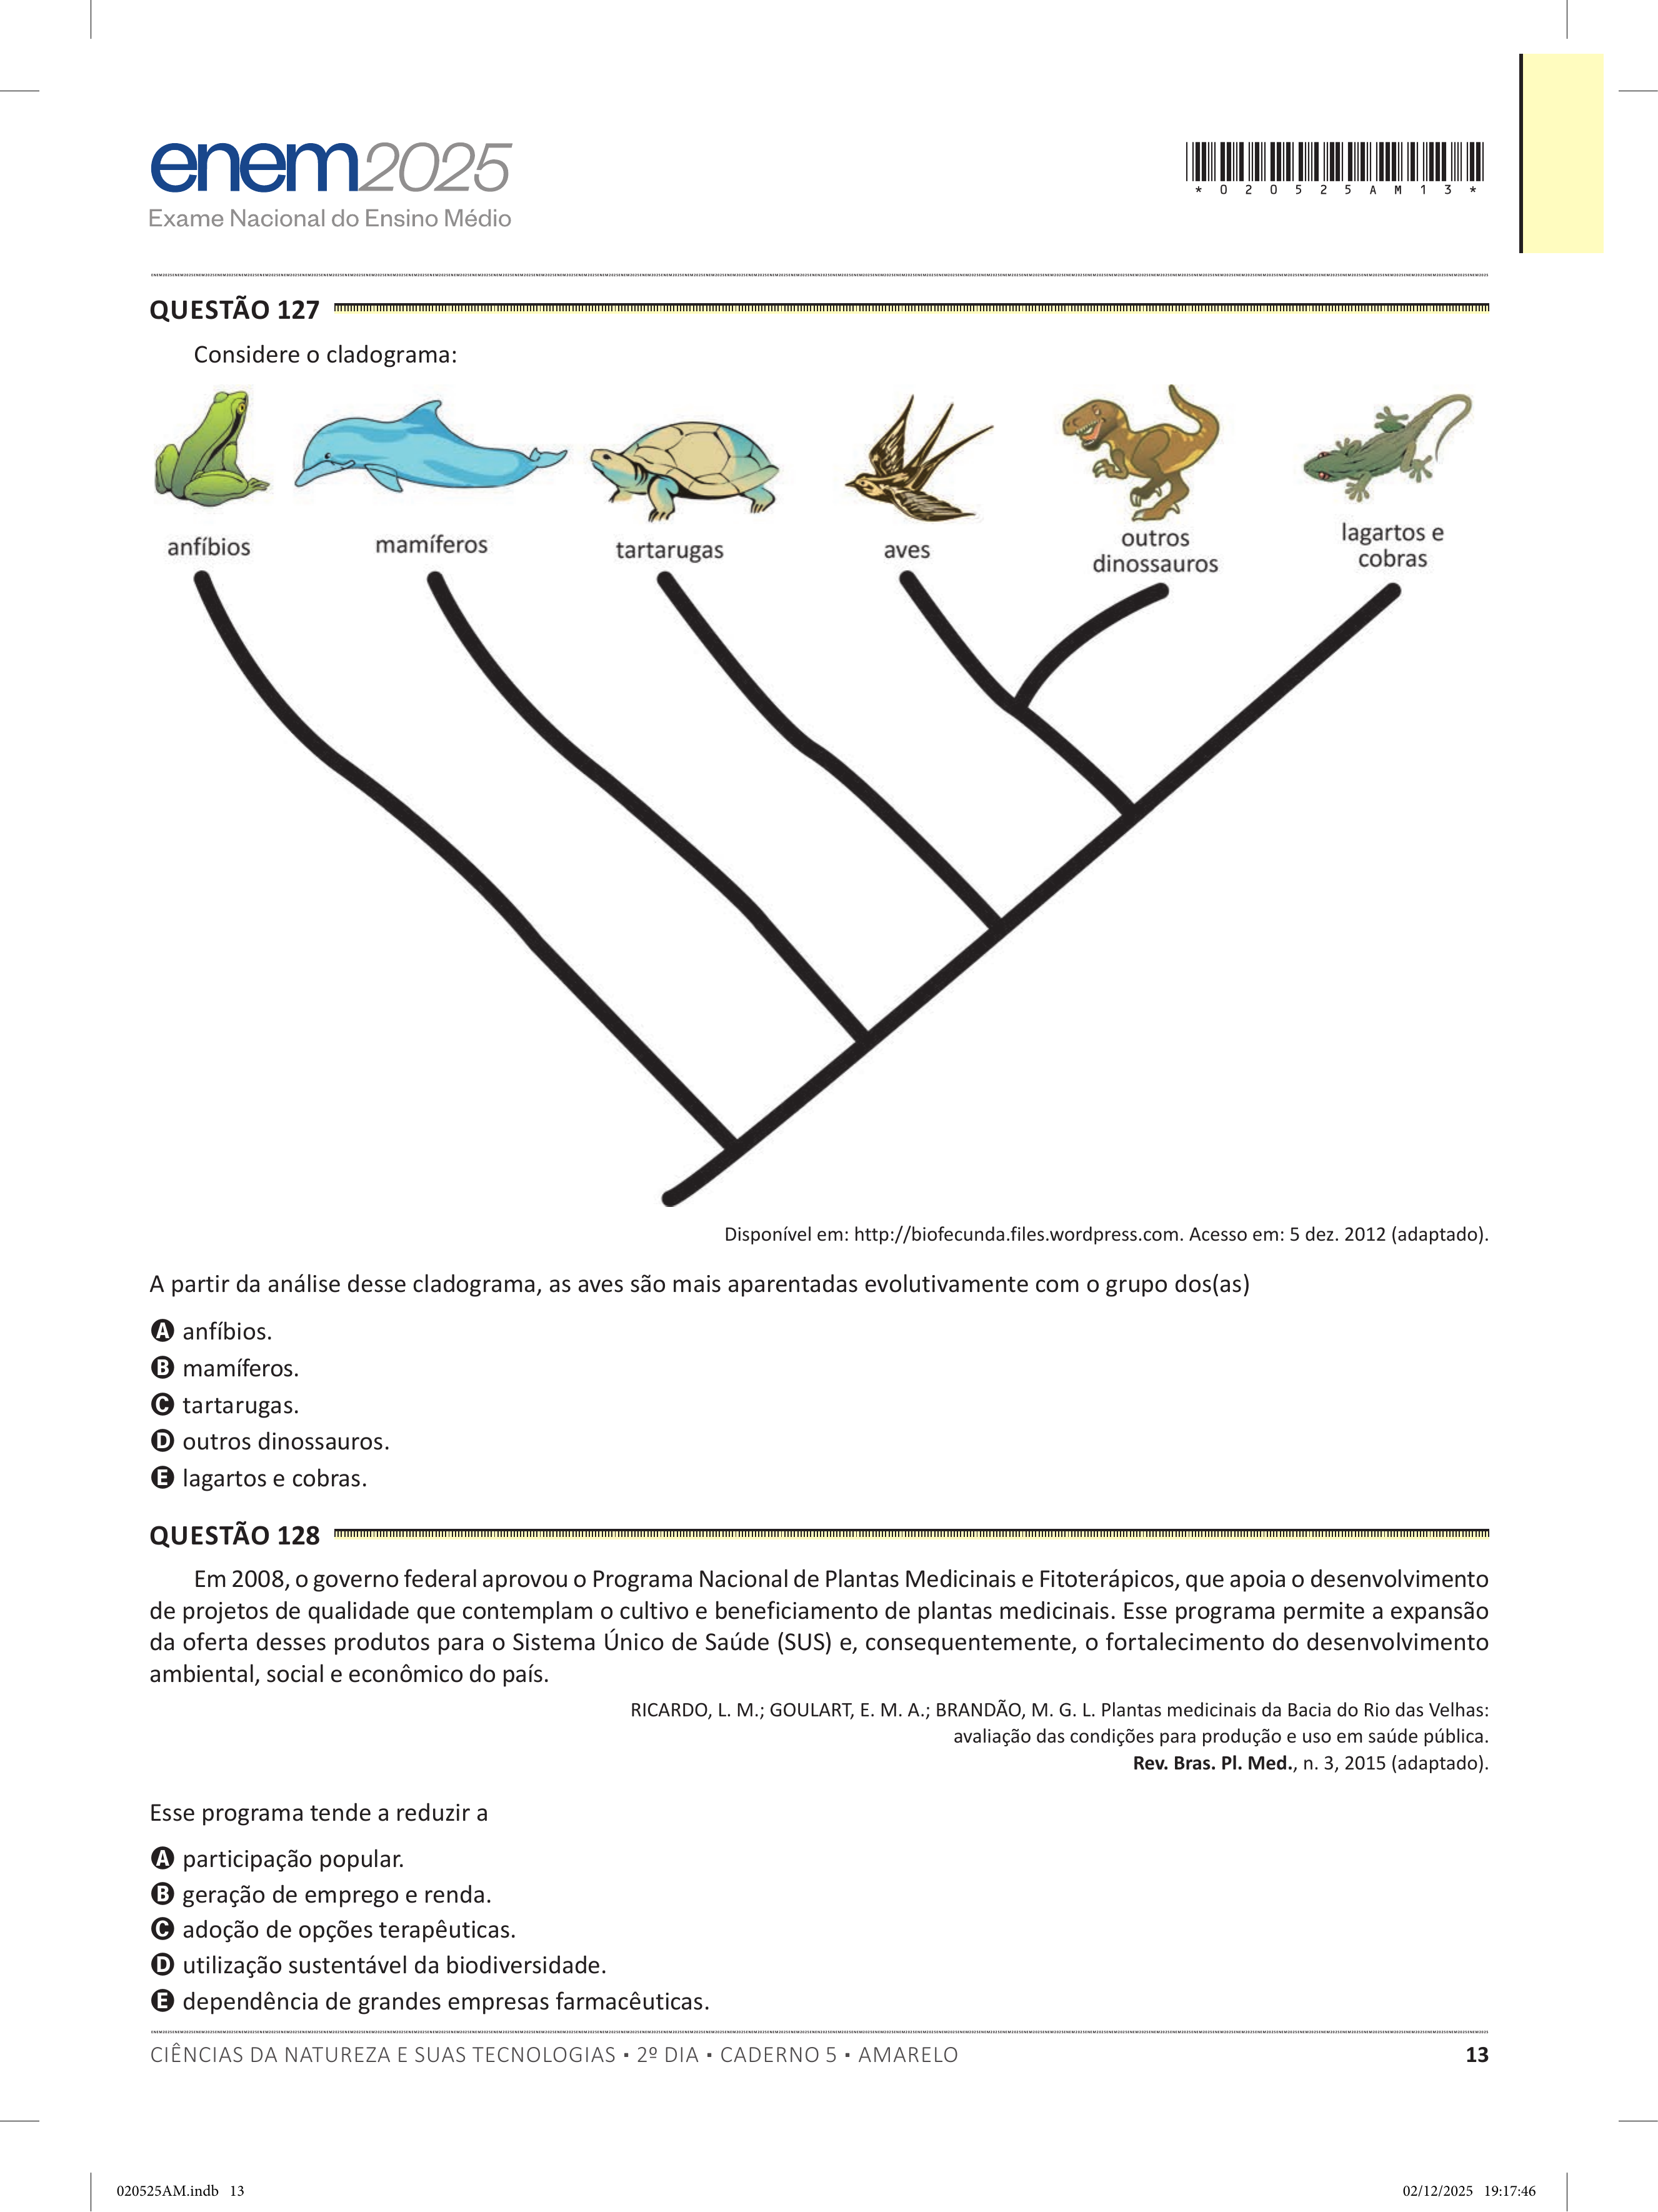 enem2025
Exame Nacional do Ensino Médio
*020525AM13*
QUESTÃO 127
Considere o cladograma:
anfíbios
mamíferos
tartarugas
aves
outros
dinossauros
lagartos e
cobras
Disponível em: http://biofecunda.files.wordpress.com. Acesso em: 5 dez. 2012 (adaptado).
A partir da análise desse cladograma, as aves são mais aparentadas evolutivamente com o grupo dos(as)
A anfíbios.
B mamíferos.
C tartarugas.
D outros dinossauros.
E lagartos e cobras.
QUESTÃO 128
Em 2008, o governo federal aprovou o Programa Nacional de Plantas Medicinais e Fitoterápicos, que apoia o desenvolvimento
de projetos de qualidade que contemplam o cultivo e beneficiamento de plantas medicinais. Esse programa permite a expansão
da oferta desses produtos para o Sistema Único de Saúde (SUS) e, consequentemente, o fortalecimento do desenvolvimento
ambiental, social e econômico do país.
RICARDO, L. M.; GOULART, E. M. A.; BRANDÃO, M. G. L. Plantas medicinais da Bacia do Rio das Velhas:
avaliação das condições para produção e uso em saúde pública.
Rev. Bras. Pl. Med., n. 3, 2015 (adaptado).
Esse programa tende a reduzir a
A participação popular.
B geração de emprego e renda.
C adoção de opções terapêuticas.
D utilização sustentável da biodiversidade.
E dependência de grandes empresas farmacêuticas.
CIÊNCIAS DA NATUREZA E SUAS TECNOLOGIAS ▪ 2º DIA ▪ CADERNO 5 ▪ AMARELO
13
020525AM.indb 13
02/12/2025 19:17:46